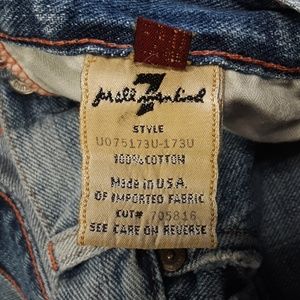 7
for all mankind
STYLE
U075173U-173U
100% COTTON
Made in U.S.A.
OF IMPORTED FABRIC
CUT# 705816
SEE CARE ON REVERSE